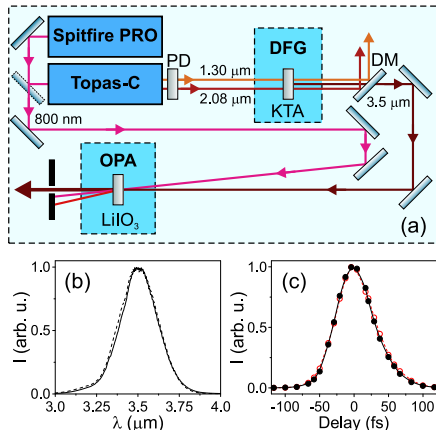 Spitfire PRO
Topas-C
PD
DFG
DM
1.30 μm
2.08 μm
3.5 μm
KTA
800 nm
OPA
LiIO₃
(a)
(b)
I (arb. u.)
1.0
0.5
0.0
3.0 3.25 3.5 3.75 4.0
λ (μm)
(c)
I (arb. u.)
1.0
0.5
0.0
-100 -50 0 50 100
Delay (fs)